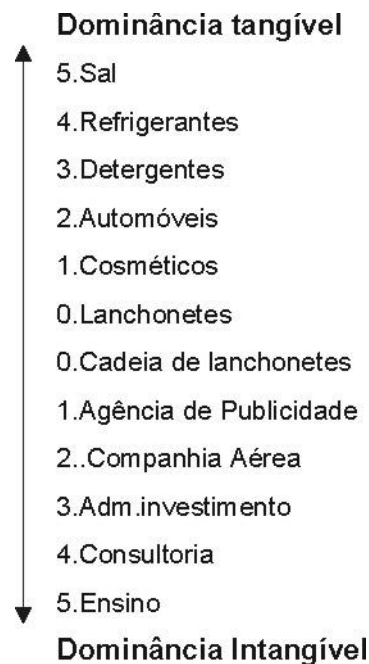 Dominância tangível
5.Sal
4.Refrigerantes
3.Detergentes
2.Automóveis
1.Cosméticos
0.Lanchonetes
0.Cadeia de lanchonetes
1.Agência de Publicidade
2..Companhia Aérea
3.Adm.investimento
4.Consultoria
5.Ensino
Dominância Intangível